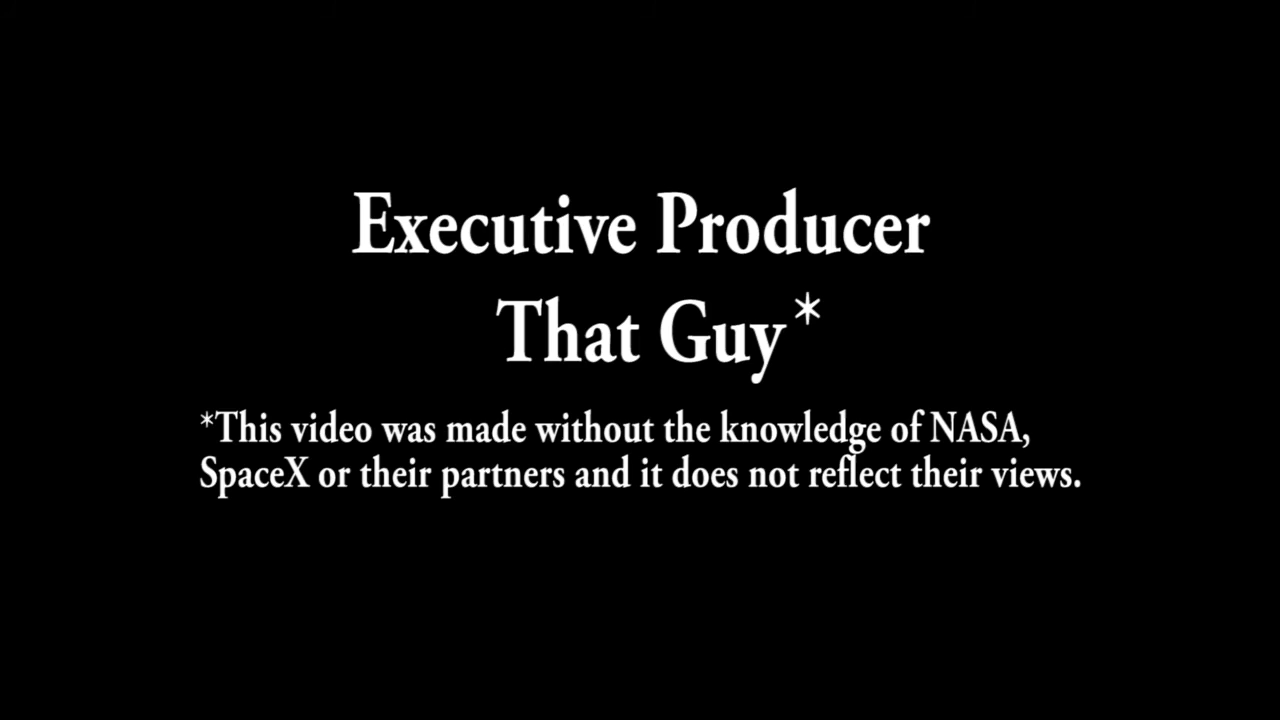 Executive Producer
That Guy*
*This video was made without the knowledge of NASA,
SpaceX or their partners and it does not reflect their views.